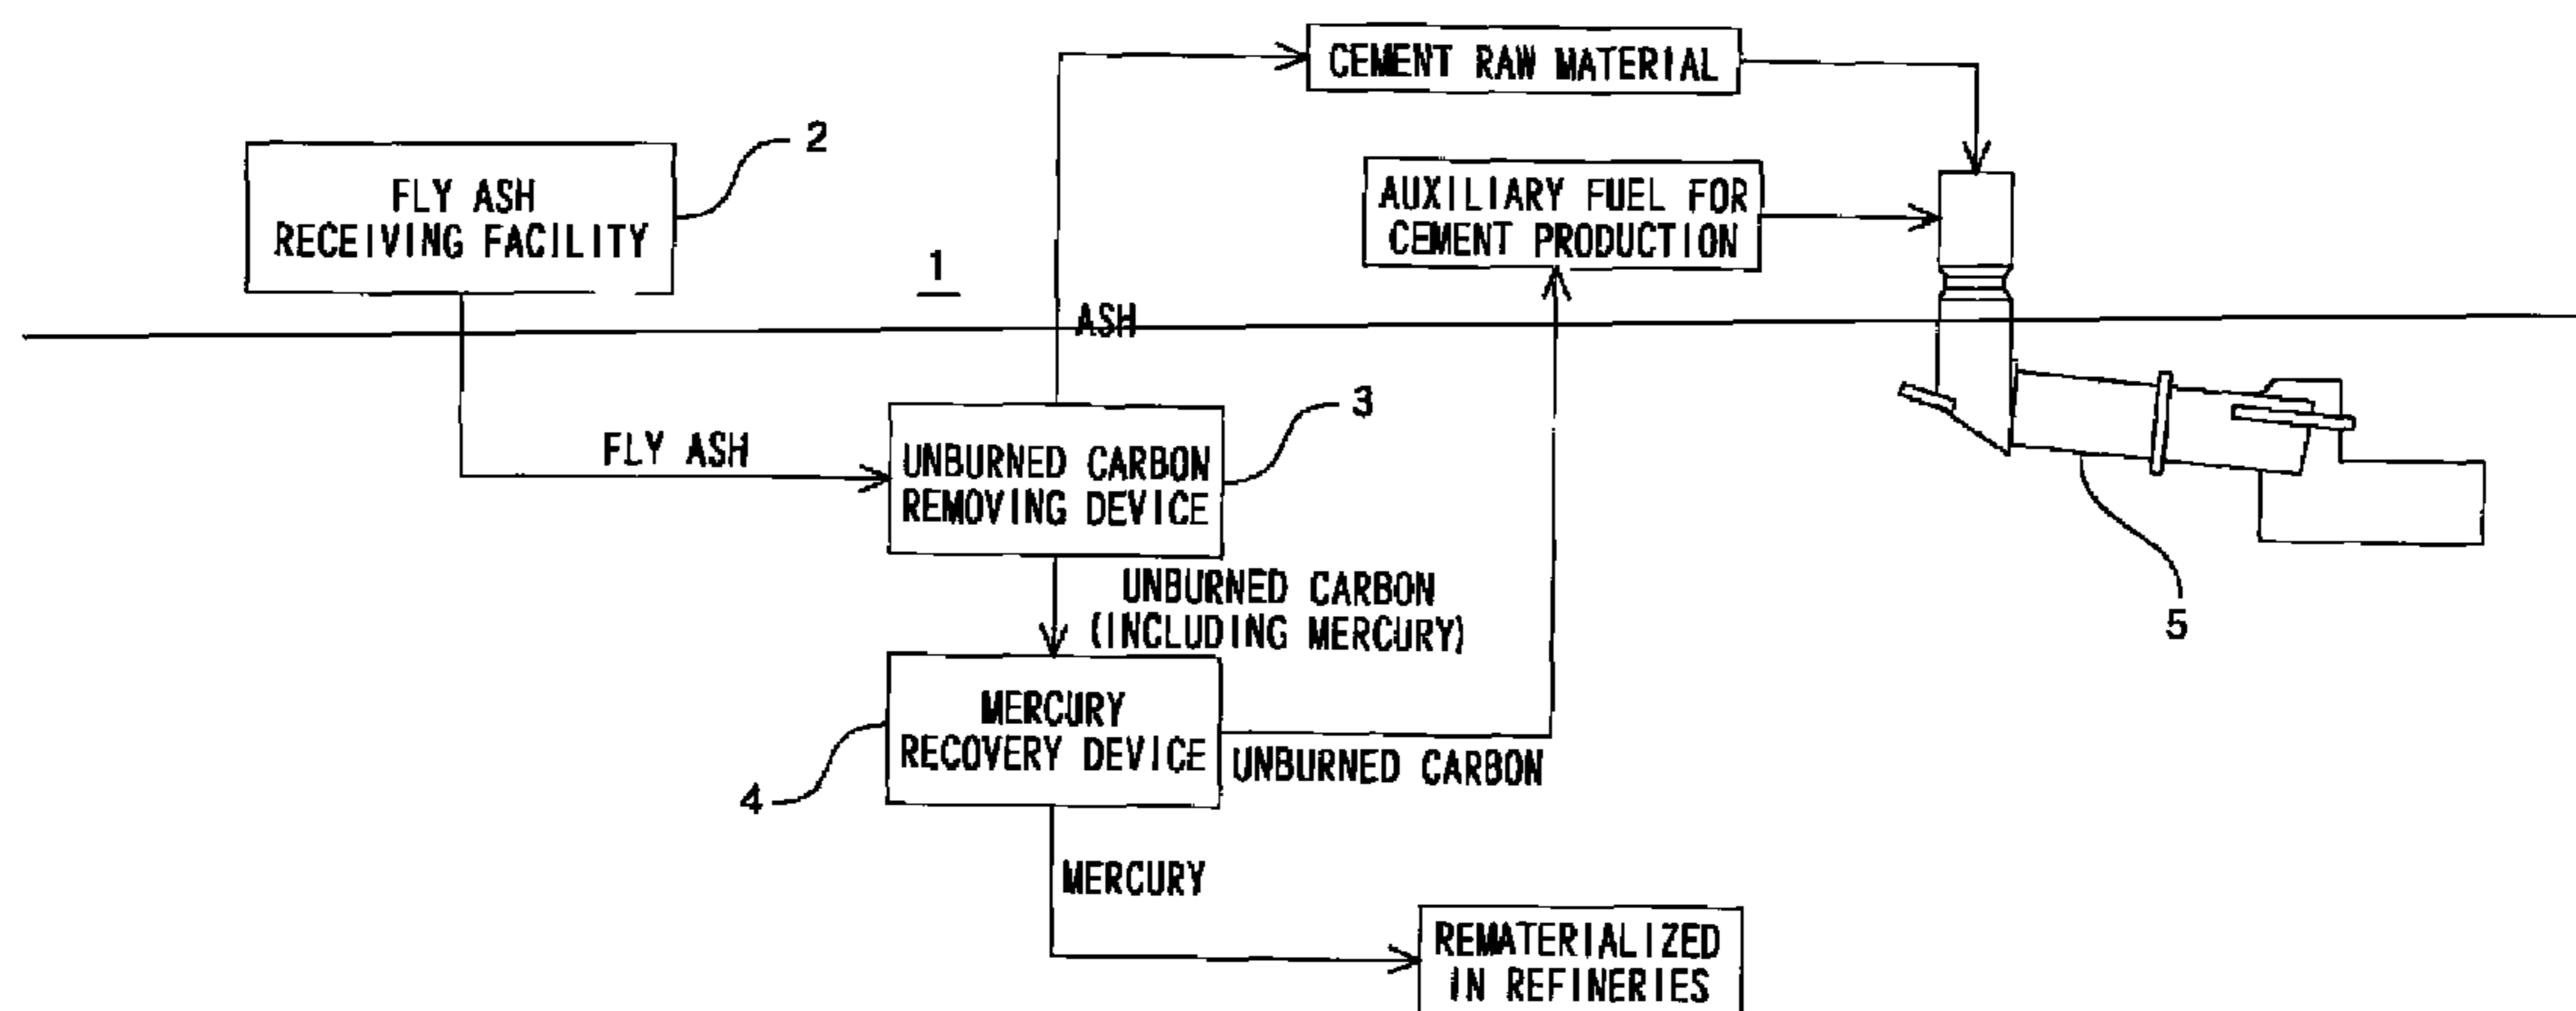 CEMENT RAW MATERIAL
2
FLY ASH
RECEIVING FACILITY
AUXILIARY FUEL FOR
CEMENT PRODUCTION
1
ASH
3
FLY ASH
UNBURNED CARBON
REMOVING DEVICE
UNBURNED CARBON
(INCLUDING MERCURY)
5
MERCURY
RECOVERY DEVICE
UNBURNED CARBON
4
MERCURY
REMATERIALIZED
IN REFINERIES